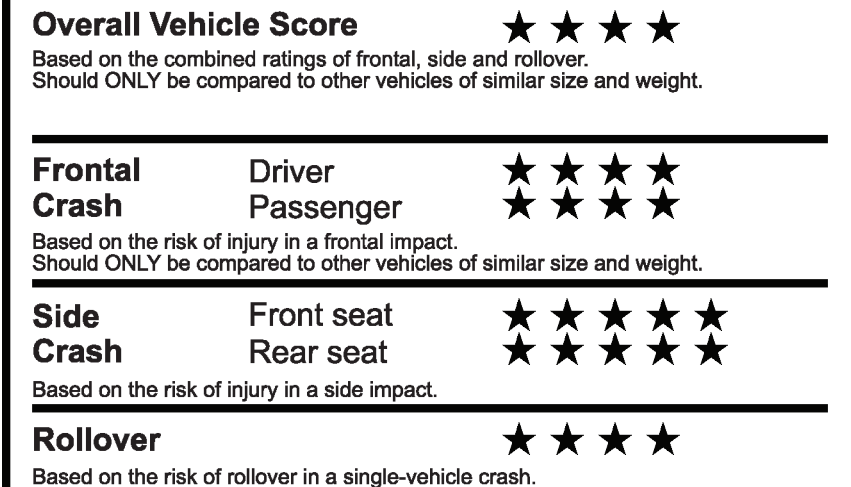 Overall Vehicle Score ★ ★ ★ ★
Based on the combined ratings of frontal, side and rollover.
Should ONLY be compared to other vehicles of similar size and weight.
Frontal Driver ★ ★ ★ ★
Crash Passenger ★ ★ ★ ★
Based on the risk of injury in a frontal impact.
Should ONLY be compared to other vehicles of similar size and weight.
Side Front seat ★ ★ ★ ★ ★
Crash Rear seat ★ ★ ★ ★ ★
Based on the risk of injury in a side impact.
Rollover ★ ★ ★ ★
Based on the risk of rollover in a single-vehicle crash.